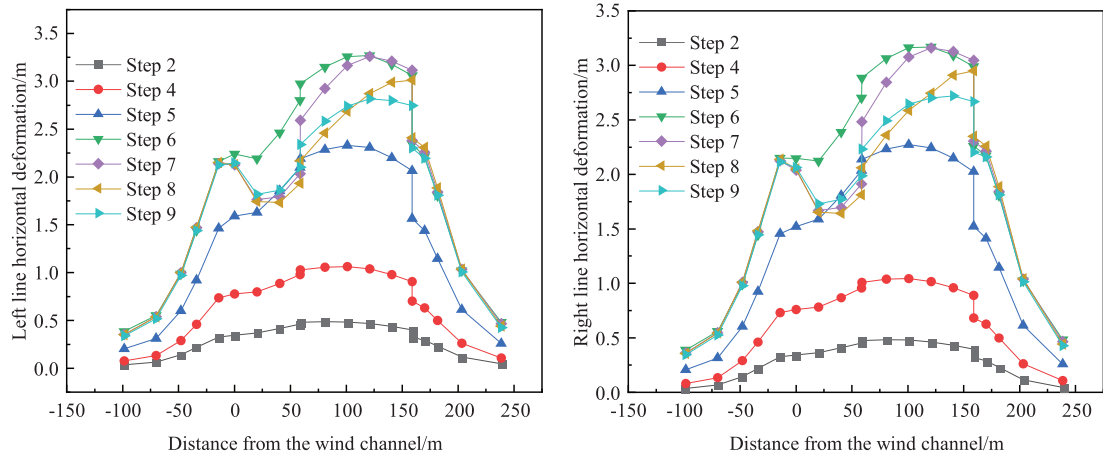 3.5
3.0
2.5
2.0
1.5
1.0
0.5
0.0
Left line horizontal deformation/m
Step 2
Step 4
Step 5
Step 6
Step 7
Step 8
Step 9
-150 -100 -50 0 50 100 150 200 250
Distance from the wind channel/m
3.5
3.0
2.5
2.0
1.5
1.0
0.5
0.0
Right line horizontal deformation/m
Step 2
Step 4
Step 5
Step 6
Step 7
Step 8
Step 9
-150 -100 -50 0 50 100 150 200 250
Distance from the wind channel/m